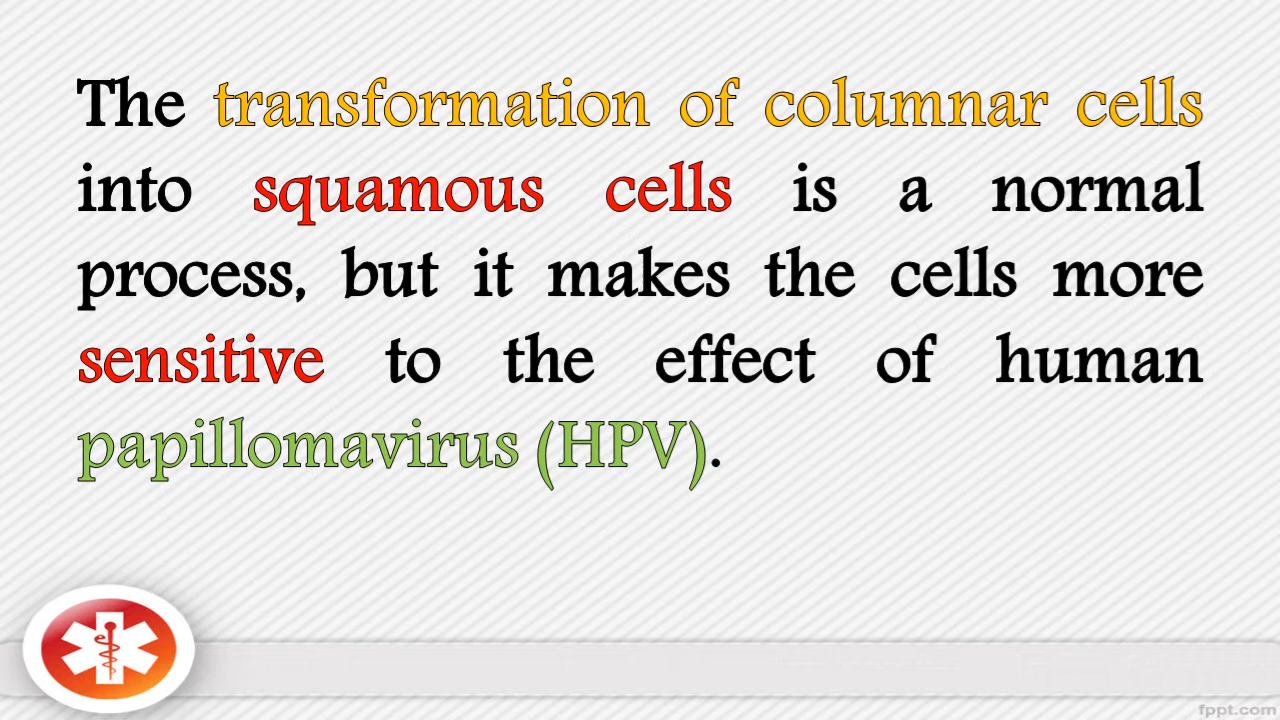 The transformation of columnar cells
into squamous cells is a normal
process, but it makes the cells more
sensitive to the effect of human
papillomavirus (HPV).
fppt.com